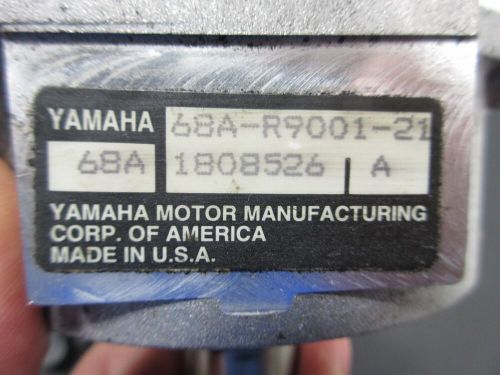 YAMAHA 68A-R9001-21
68A 1808526 A
YAMAHA MOTOR MANUFACTURING
CORP. OF AMERICA
MADE IN U.S.A.